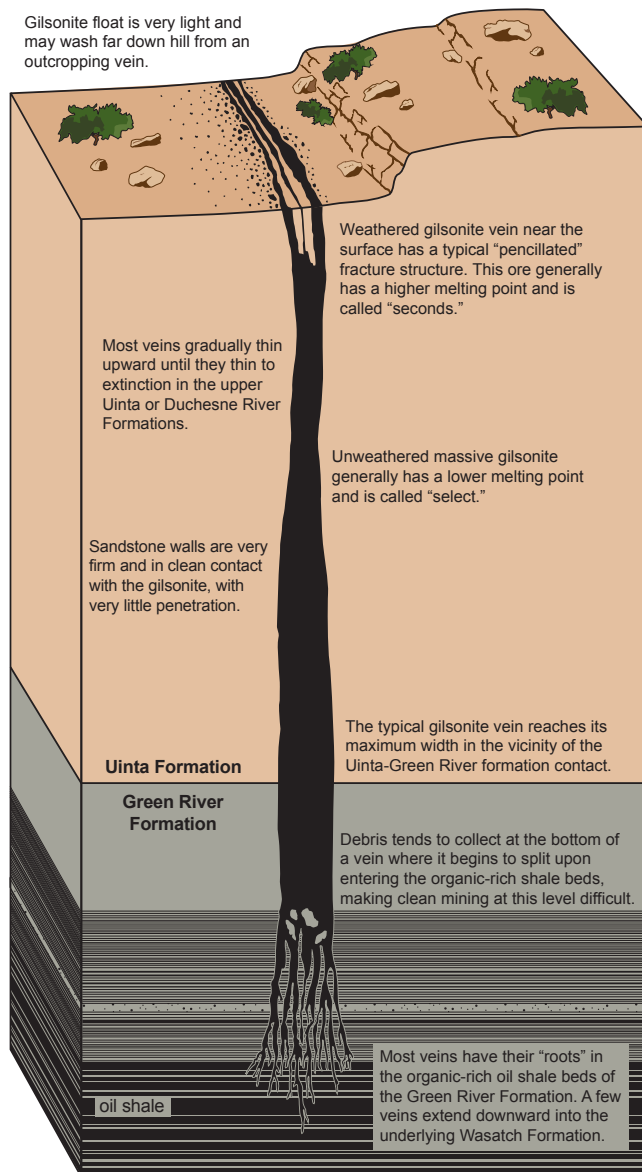 Gilsonite float is very light and
may wash far down hill from an
outcropping vein.
Weathered gilsonite vein near the
surface has a typical “pencillated”
fracture structure. This ore generally
has a higher melting point and is
called “seconds.”
Most veins gradually thin
upward until they thin to
extinction in the upper
Uinta or Duchesne River
Formations.
Unweathered massive gilsonite
generally has a lower melting point
and is called “select.”
Sandstone walls are very
firm and in clean contact
with the gilsonite, with
very little penetration.
The typical gilsonite vein reaches its
maximum width in the vicinity of the
Uinta-Green River formation contact.
Uinta Formation
Green River
Formation
Debris tends to collect at the bottom of
a vein where it begins to split upon
entering the organic-rich shale beds,
making clean mining at this level difficult.
Most veins have their “roots” in
the organic-rich oil shale beds of
the Green River Formation. A few
veins extend downward into the
underlying Wasatch Formation.
oil shale